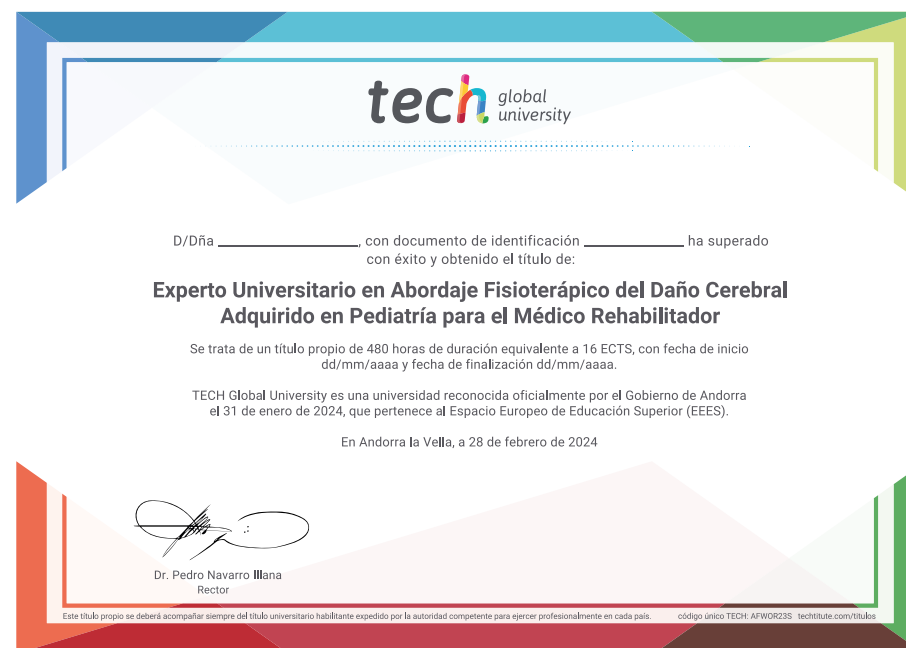 tech global university
D/Dña ______________, con documento de identificación __________ ha superado
con éxito y obtenido el título de:
Experto Universitario en Abordaje Fisioterápico del Daño Cerebral
Adquirido en Pediatría para el Médico Rehabilitador
Se trata de un título propio de 480 horas de duración equivalente a 16 ECTS, con fecha de inicio
dd/mm/aaaa y fecha de finalización dd/mm/aaaa.
TECH Global University es una universidad reconocida oficialmente por el Gobierno de Andorra
el 31 de enero de 2024, que pertenece al Espacio Europeo de Educación Superior (EEES).
En Andorra la Vella, a 28 de febrero de 2024
Dr. Pedro Navarro Illana
Rector
Este título propio se deberá acompañar siempre del título universitario habilitante expedido por la autoridad competente para ejercer profesionalmente en cada país. código único TECH: AFWOR23S techtitute.com/titulos